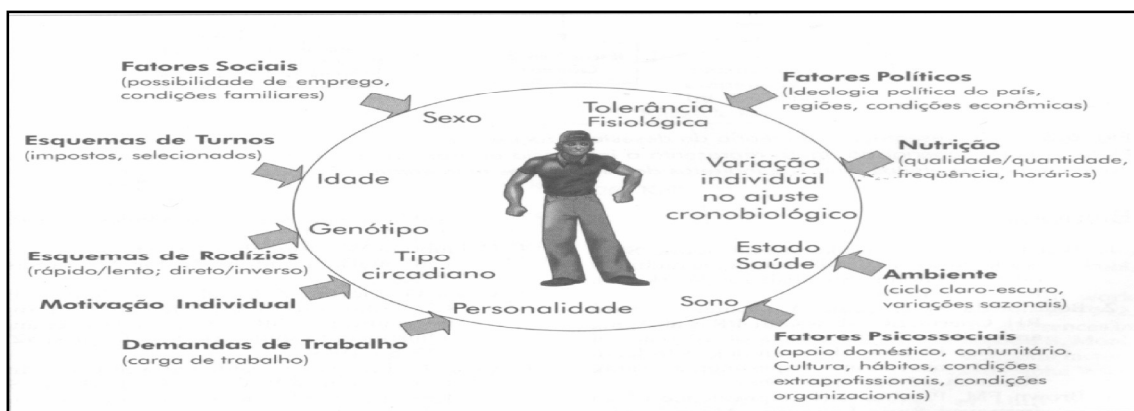 Fatores Sociais
(possibilidade de emprego,
condições familiares)
Esquemas de Turnos
(impostos, selecionados)
Esquemas de Rodízios
(rápido/lento; direto/inverso)
Motivação Individual
Demandas de Trabalho
(carga de trabalho)
Sexo
Idade
Genótipo
Tipo
circadiano
Personalidade
Tolerância
Fisiológica
Variação
individual
no ajuste
cronobiológico
Estado
Saúde
Sono
Fatores Políticos
(Ideologia política do país,
regiões, condições econômicas)
Nutrição
(qualidade/quantidade,
freqüência, horários)
Ambiente
(ciclo claro-escuro,
variações sazonais)
Fatores Psicossociais
(apoio doméstico, comunitário.
Cultura, hábitos, condições
extraprofissionais, condições
organizacionais)